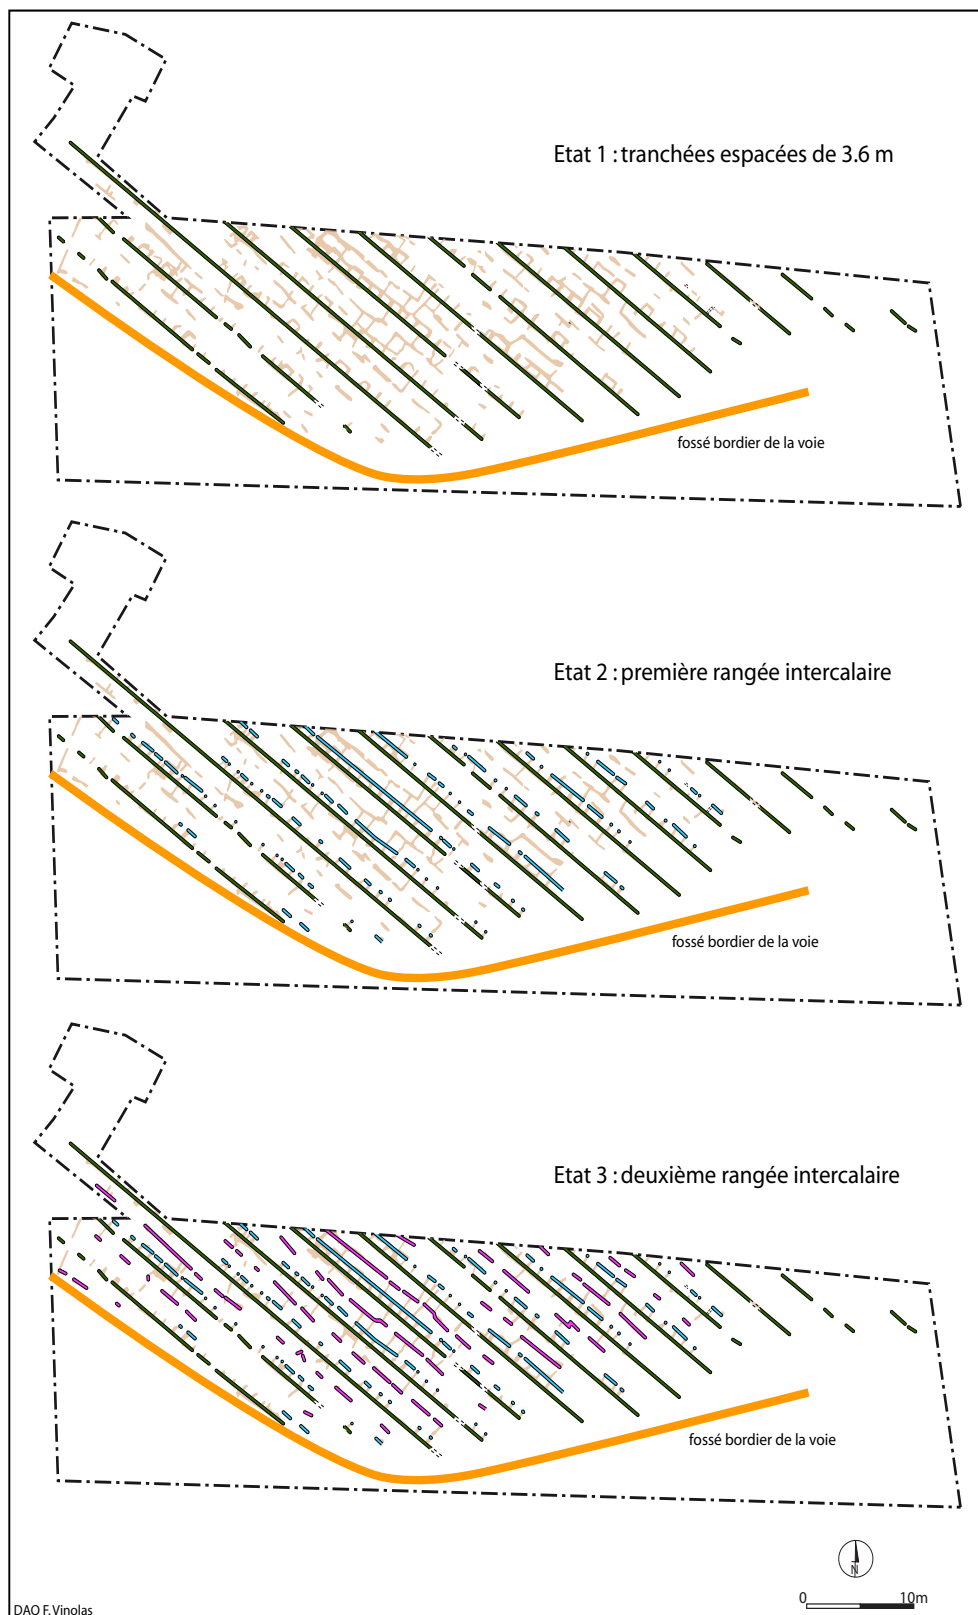 Etat 1 : tranchées espacées de 3.6 m
fossé bordier de la voie
Etat 2 : première rangée intercalaire
fossé bordier de la voie
Etat 3 : deuxième rangée intercalaire
fossé bordier de la voie
N
0 10m
DAO F. Vinolas